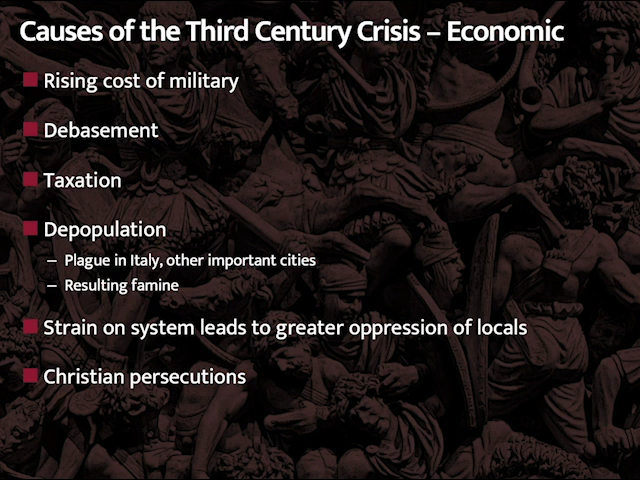 Causes of the Third Century Crisis – Economic
Rising cost of military
Debasement
Taxation
Depopulation
– Plague in Italy, other important cities
– Resulting famine
Strain on system leads to greater oppression of locals
Christian persecutions